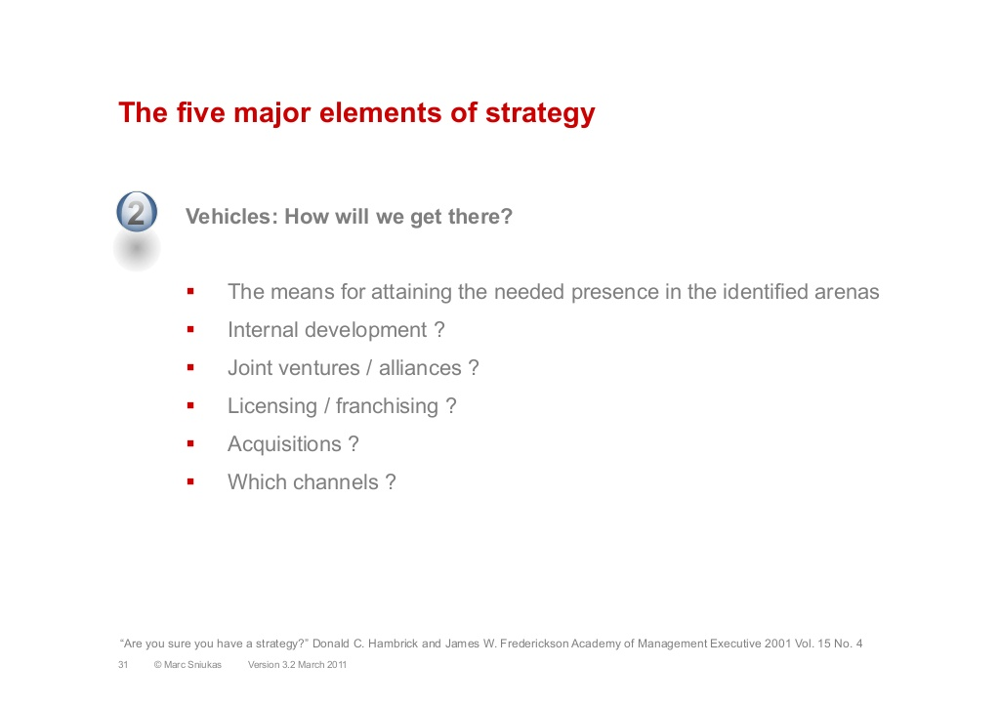 The five major elements of strategy
2
Vehicles: How will we get there?
▪ The means for attaining the needed presence in the identified arenas
▪ Internal development ?
▪ Joint ventures / alliances ?
▪ Licensing / franchising ?
▪ Acquisitions ?
▪ Which channels ?
“Are you sure you have a strategy?” Donald C. Hambrick and James W. Frederickson Academy of Management Executive 2001 Vol. 15 No. 4
31 © Marc Sniukas Version 3.2 March 2011